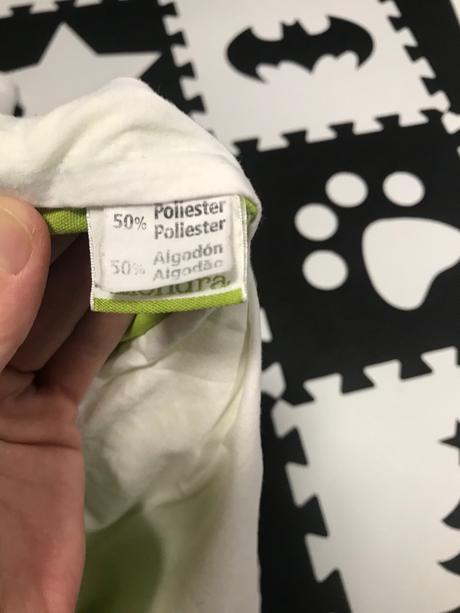 50% Poliester
Poliester
50% Algodón
Algodão